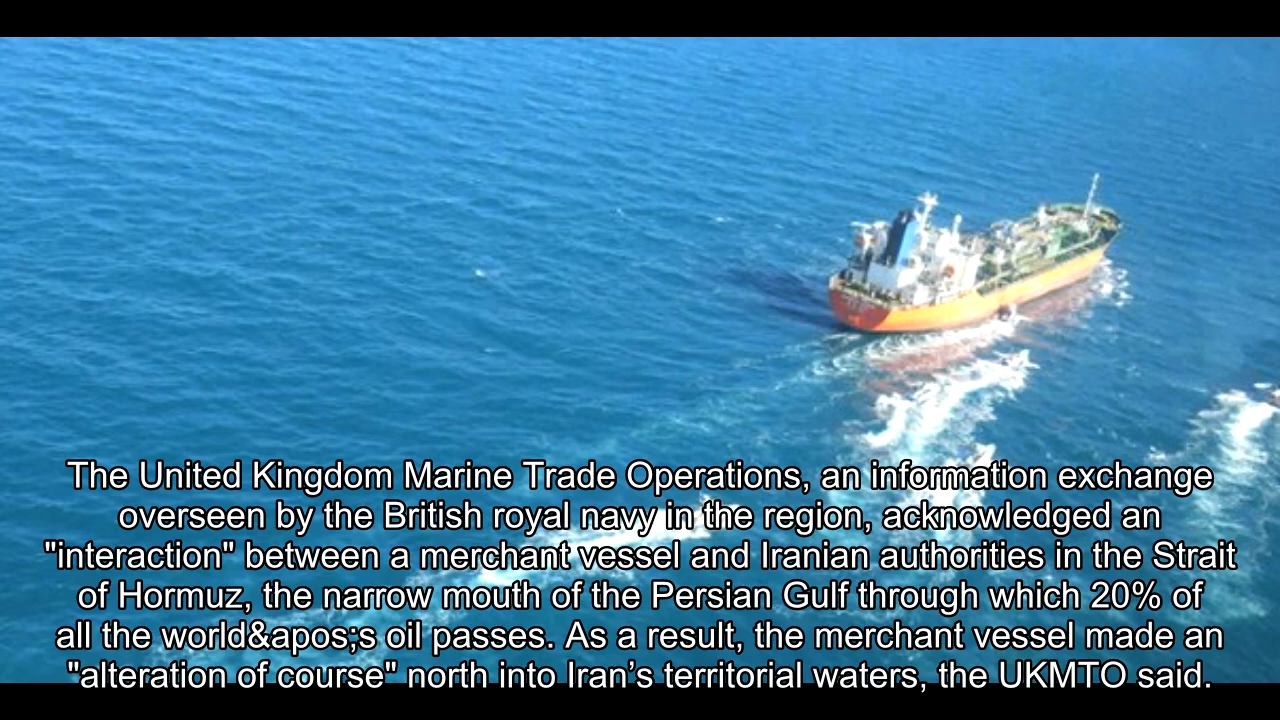 The United Kingdom Marine Trade Operations, an information exchange
overseen by the British royal navy in the region, acknowledged an
"interaction" between a merchant vessel and Iranian authorities in the Strait
of Hormuz, the narrow mouth of the Persian Gulf through which 20% of
all the world&apos;s oil passes. As a result, the merchant vessel made an
"alteration of course" north into Iran’s territorial waters, the UKMTO said.